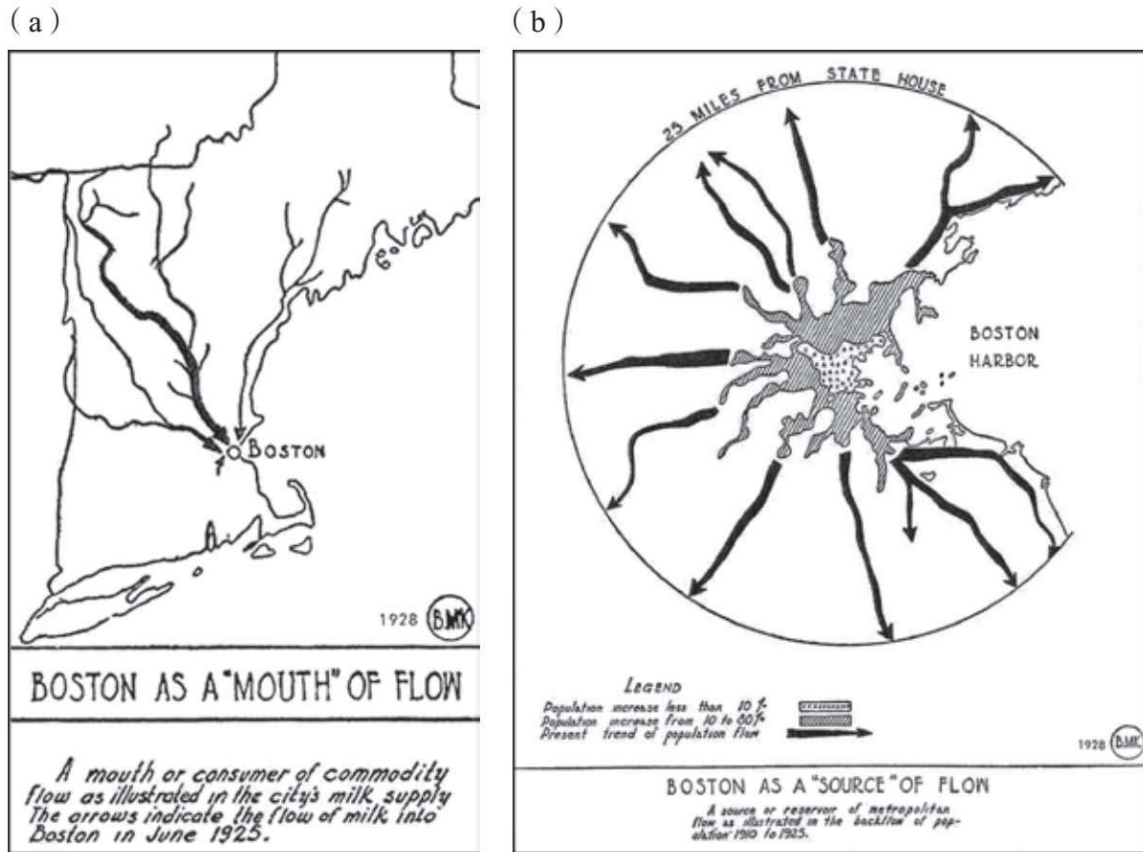 (a)
BOSTON
1928 BMK
BOSTON AS A "MOUTH" OF FLOW
A mouth or consumer of commodity
flow as illustrated in the city's milk supply
The arrows indicate the flow of milk into
Boston in June 1925.
(b)
25 MILES FROM STATE HOUSE
BOSTON
HARBOR
LEGEND
Population increase less than 10%
Population increase from 10 to 80%
Present trend of population flow
1928 BMK
BOSTON AS A "SOURCE" OF FLOW
A source or reservoir of metropolitan
flow as illustrated in the backflow of pop-
ulation 1910 to 1925.